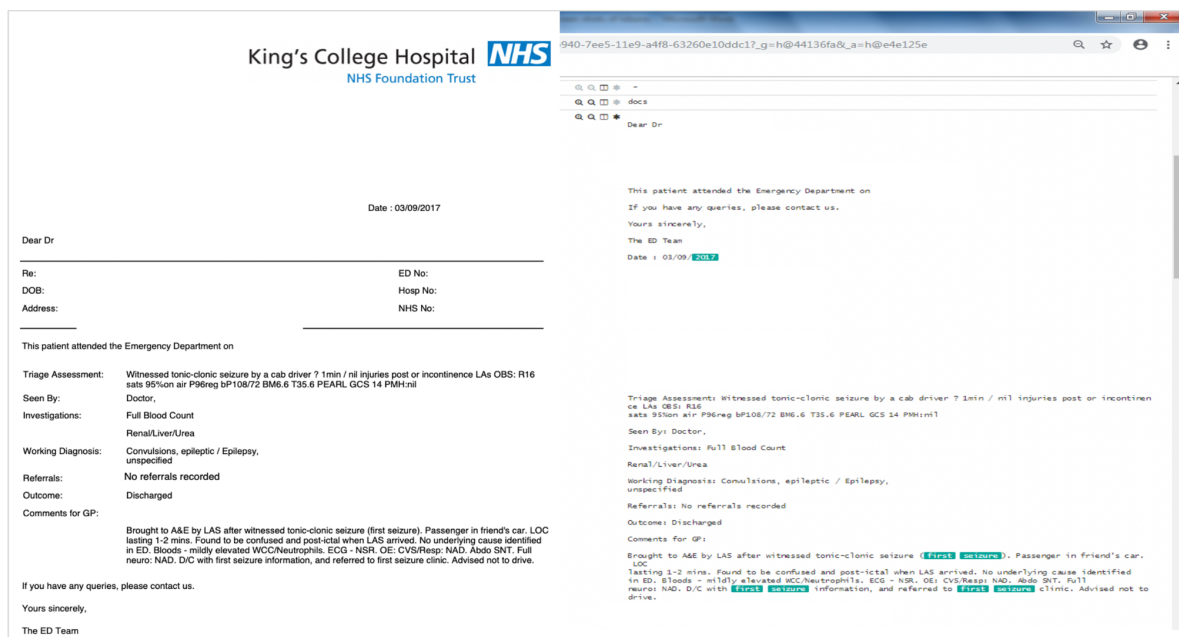 King's College Hospital NHS
NHS Foundation Trust
Date : 03/09/2017
Dear Dr
Re: ED No:
DOB: Hosp No:
Address: NHS No:
This patient attended the Emergency Department on
Triage Assessment: Witnessed tonic-clonic seizure by a cab driver ? 1min / nil injuries post or incontinence LAs OBS: R16
sats 95%on air P96reg bP108/72 BM6.6 T35.6 PEARL GCS 14 PMH:nil
Seen By: Doctor,
Investigations: Full Blood Count
Renal/Liver/Urea
Working Diagnosis: Convulsions, epileptic / Epilepsy,
unspecified
Referrals: No referrals recorded
Outcome: Discharged
Comments for GP:
Brought to A&E by LAS after witnessed tonic-clonic seizure (first seizure). Passenger in friend's car. LOC
lasting 1-2 mins. Found to be confused and post-ictal when LAS arrived. No underlying cause identified
in ED. Bloods - mildly elevated WCC/Neutrophils. ECG - NSR. OE: CVS/Resp: NAD. Abdo SNT. Full
neuro: NAD. D/C with first seizure information, and referred to first seizure clinic. Advised not to drive.
If you have any queries, please contact us.
Yours sincerely,
The ED Team
940-7ee5-11e9-a4f8-63260e10ddc1?_g=h@44136fa&_a=h@e4e125e
-
docs
Dear Dr
This patient attended the Emergency Department on
If you have any queries, please contact us.
Yours sincerely,
The ED Team
Date : 03/09/2017
Triage Assessment: Witnessed tonic-clonic seizure by a cab driver ? 1min / nil injuries post or incontinen
ce LAs OBS: R16
sats 95%on air P96reg bP108/72 BM6.6 T35.6 PEARL GCS 14 PMH:nil
Seen By: Doctor,
Investigations: Full Blood Count
Renal/Liver/Urea
Working Diagnosis: Convulsions, epileptic / Epilepsy,
unspecified
Referrals: No referrals recorded
Outcome: Discharged
Comments for GP:
Brought to A&E by LAS after witnessed tonic-clonic seizure (first seizure). Passenger in friend's car.
LOC
lasting 1-2 mins. Found to be confused and post-ictal when LAS arrived. No underlying cause identified
in ED. Bloods - mildly elevated WCC/Neutrophils. ECG - NSR. OE: CVS/Resp: NAD. Abdo SNT. Full
neuro: NAD. D/C with first seizure information, and referred to first seizure clinic. Advised not to
drive.